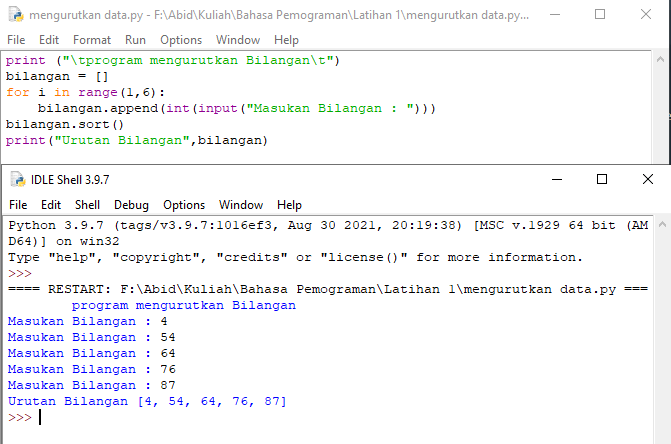 mengurutkan data.py - F:\Abid\Kuliah\Bahasa Pemograman\Latihan 1\mengurutkan data.py...
File Edit Format Run Options Window Help
print ("\tprogram mengurutkan Bilangan\t")
bilangan = []
for i in range(1,6):
    bilangan.append(int(input("Masukan Bilangan : ")))
bilangan.sort()
print("Urutan Bilangan",bilangan)
IDLE Shell 3.9.7
File Edit Shell Debug Options Window Help
Python 3.9.7 (tags/v3.9.7:1016ef3, Aug 30 2021, 20:19:38) [MSC v.1929 64 bit (AM
D64)] on win32
Type "help", "copyright", "credits" or "license()" for more information.
>>>
==== RESTART: F:\Abid\Kuliah\Bahasa Pemograman\Latihan 1\mengurutkan data.py ===
        program mengurutkan Bilangan
Masukan Bilangan : 4
Masukan Bilangan : 54
Masukan Bilangan : 64
Masukan Bilangan : 76
Masukan Bilangan : 87
Urutan Bilangan [4, 54, 64, 76, 87]
>>>